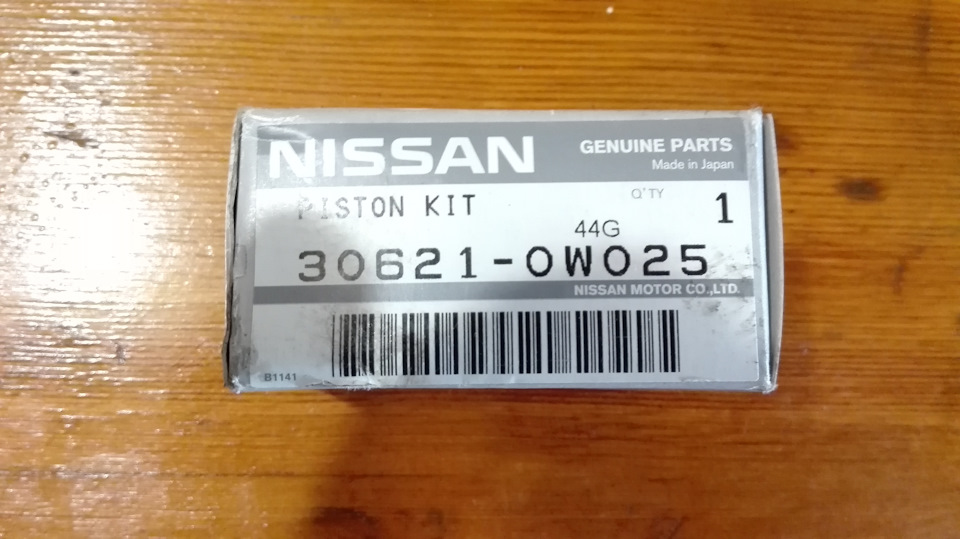 NISSAN
GENUINE PARTS
Made in Japan
PISTON KIT
Q'TY
1
44G
30621-0W025
NISSAN MOTOR CO.,LTD.
B1141